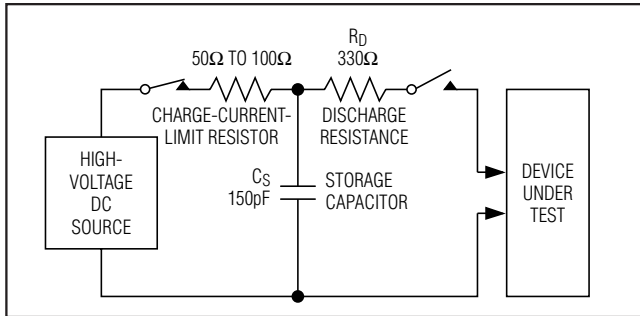 50Ω TO 100Ω
CHARGE-CURRENT-
LIMIT RESISTOR
R_D
330Ω
DISCHARGE
RESISTANCE
HIGH-
VOLTAGE
DC
SOURCE
C_S
150pF
STORAGE
CAPACITOR
DEVICE
UNDER
TEST